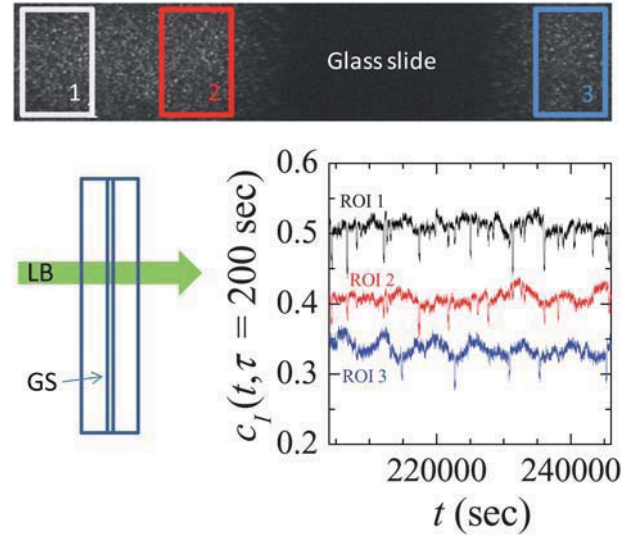 Glass slide
1 2 3
LB
GS
0.6
0.5
0.4
0.3
0.2
c_I (t, τ = 200 sec)
ROI 1
ROI 2
ROI 3
220000 240000
t (sec)